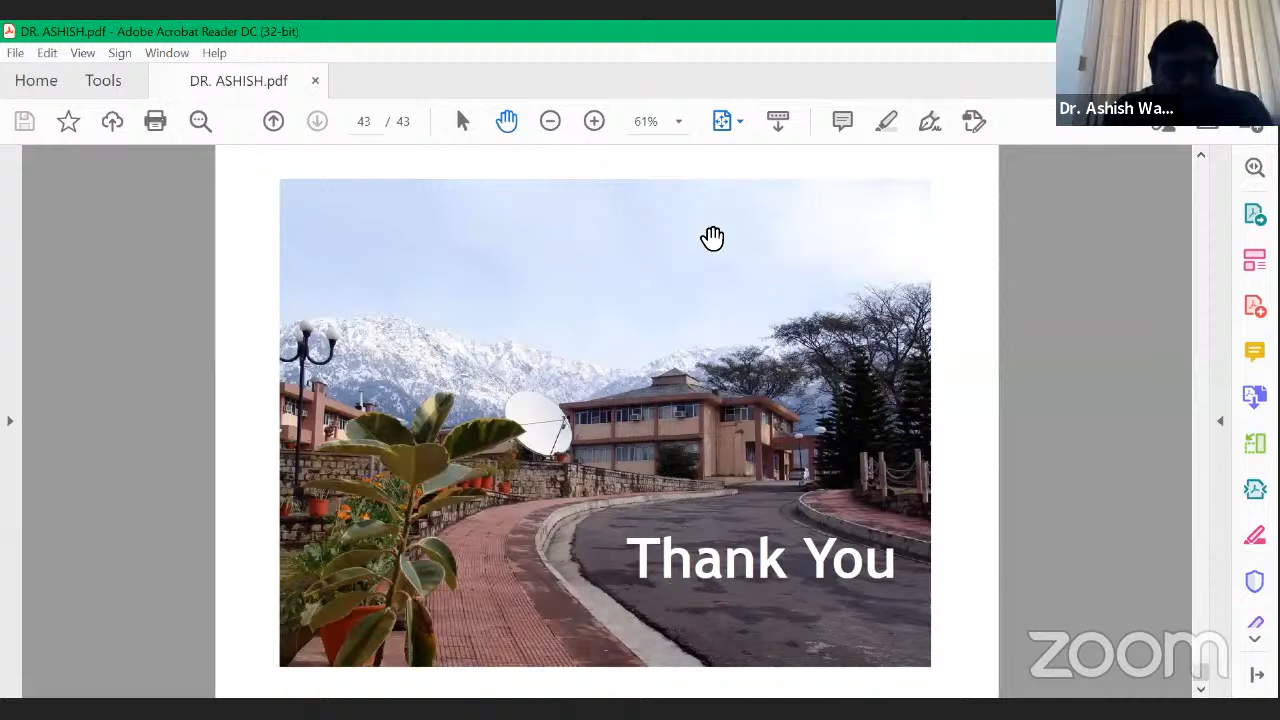 DR. ASHISH.pdf - Adobe Acrobat Reader DC (32-bit)
File Edit View Sign Window Help
Home Tools DR. ASHISH.pdf ×
43 / 43 61%
Dr. Ashish Wa...
Thank You
zoom